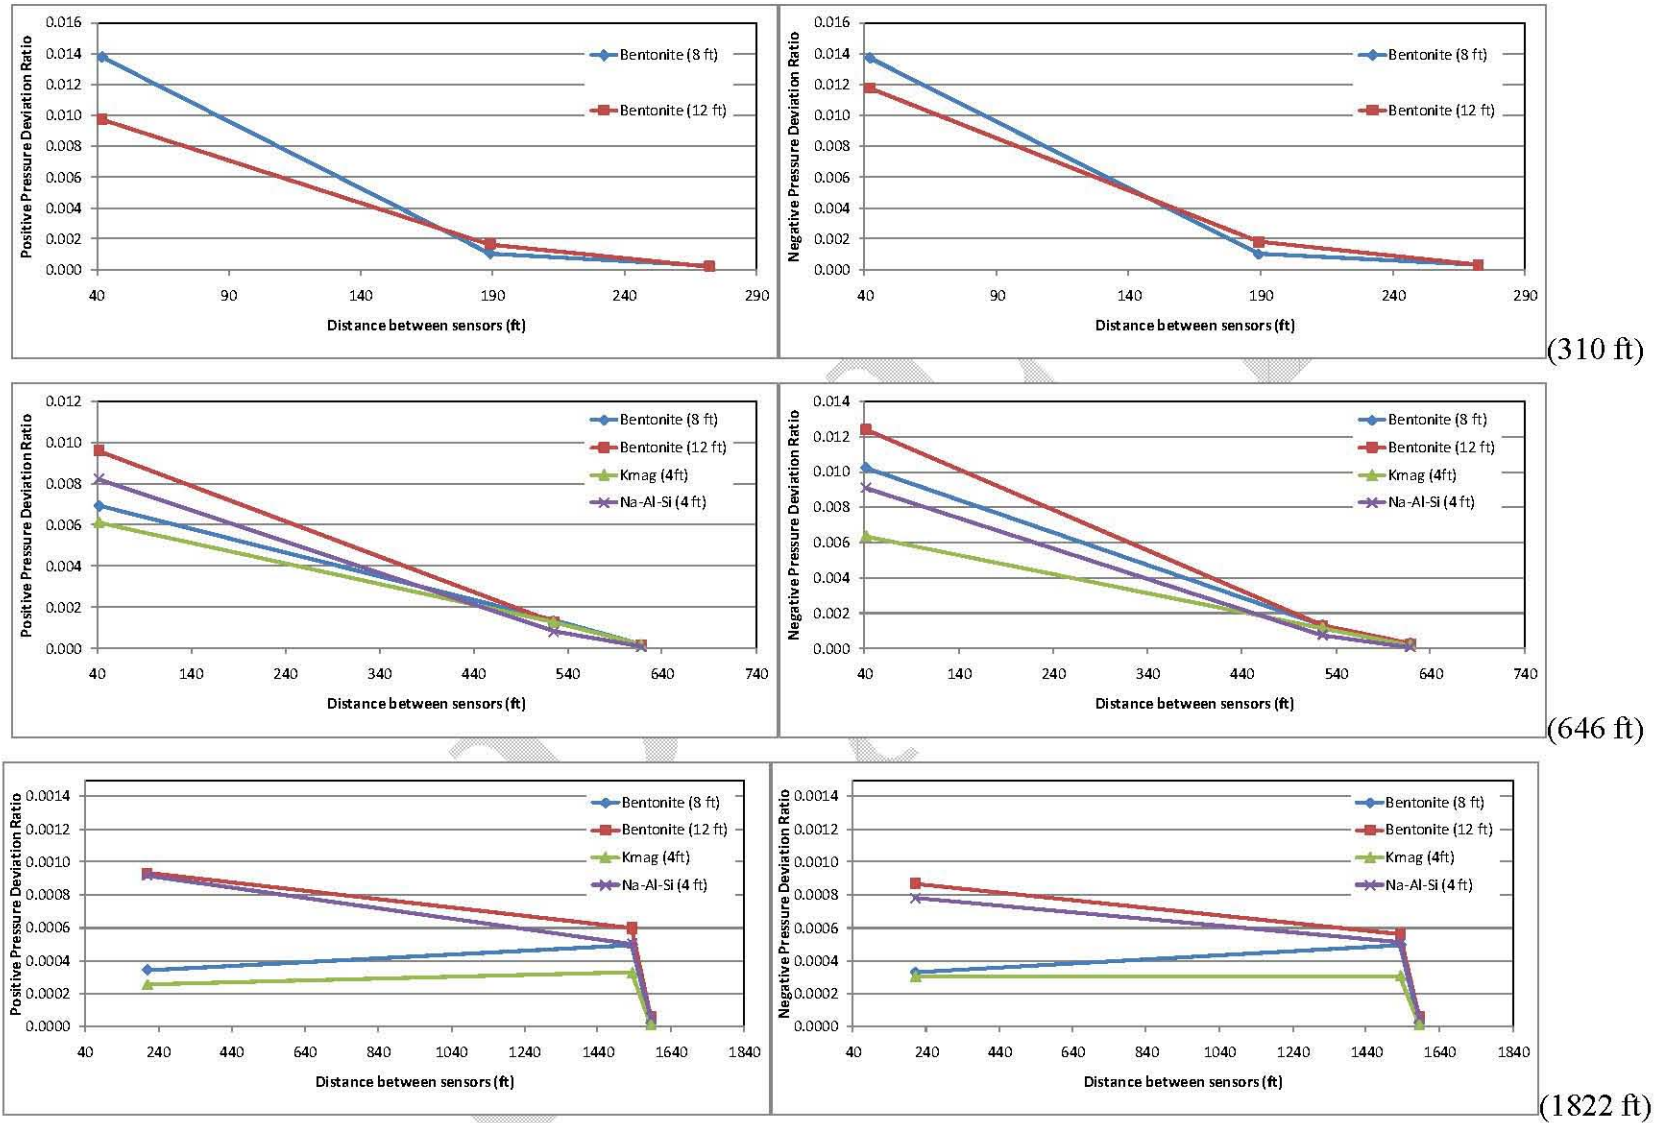 Positive Pressure Deviation Ratio
0.016
0.014
0.012
0.010
0.008
0.006
0.004
0.002
0.000
40 90 140 190 240 290
Distance between sensors (ft)
Bentonite (8 ft)
Bentonite (12 ft)
Negative Pressure Deviation Ratio
0.016
0.014
0.012
0.010
0.008
0.006
0.004
0.002
0.000
40 90 140 190 240 290
Distance between sensors (ft)
Bentonite (8 ft)
Bentonite (12 ft)
(310 ft)
Positive Pressure Deviation Ratio
0.012
0.010
0.008
0.006
0.004
0.002
0.000
40 140 240 340 440 540 640 740
Distance between sensors (ft)
Bentonite (8 ft)
Bentonite (12 ft)
Kmag (4ft)
Na-Al-Si (4 ft)
Negative Pressure Deviation Ratio
0.014
0.012
0.010
0.008
0.006
0.004
0.002
0.000
40 140 240 340 440 540 640 740
Distance between sensors (ft)
Bentonite (8 ft)
Bentonite (12 ft)
Kmag (4ft)
Na-Al-Si (4 ft)
(646 ft)
Positive Pressure Deviation Ratio
0.0014
0.0012
0.0010
0.0008
0.0006
0.0004
0.0002
0.0000
40 240 440 640 840 1040 1240 1440 1640 1840
Distance between sensors (ft)
Bentonite (8 ft)
Bentonite (12 ft)
Kmag (4ft)
Na-Al-Si (4 ft)
Negative Pressure Deviation Ratio
0.0014
0.0012
0.0010
0.0008
0.0006
0.0004
0.0002
0.0000
40 240 440 640 840 1040 1240 1440 1640 1840
Distance between sensors (ft)
Bentonite (8 ft)
Bentonite (12 ft)
Kmag (4ft)
Na-Al-Si (4 ft)
(1822 ft)